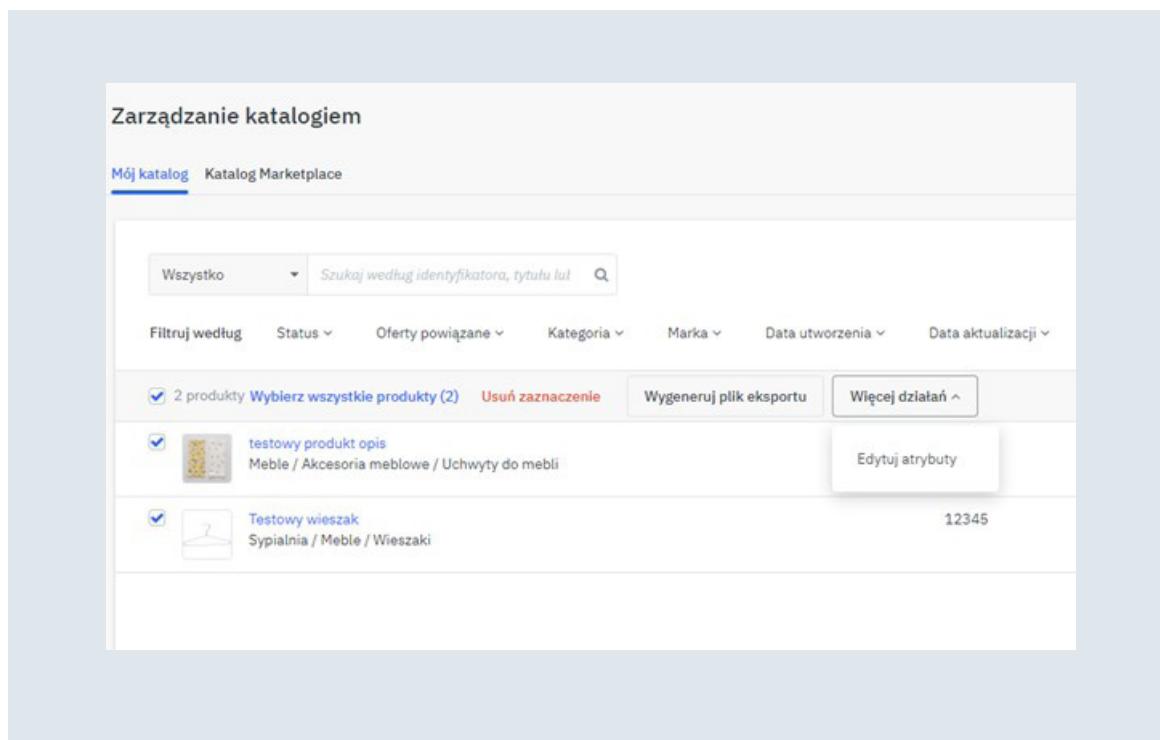 Zarządzanie katalogiem
Mój katalog Katalog Marketplace
Wszystko Szukaj według identyfikatora, tytułu lub
Filtruj według Status Oferty powiązane Kategoria Marka Data utworzenia Data aktualizacji
2 produkty Wybierz wszystkie produkty (2) Usuń zaznaczenie Wygeneruj plik eksportu Więcej działań
testowy produkt opis
Meble / Akcesoria meblowe / Uchwyty do mebli
Edytuj atrybuty
Testowy wieszak 12345
Sypialnia / Meble / Wieszaki